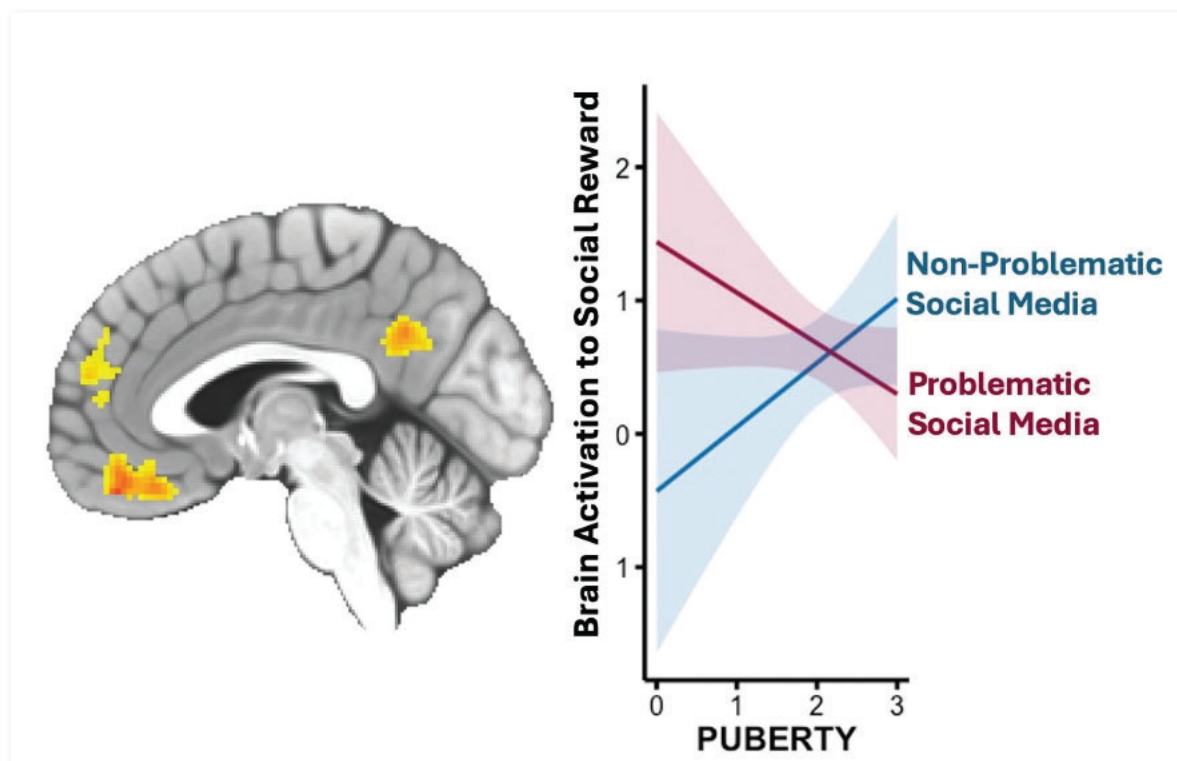 Brain Activation to Social Reward
2
1
0
1
Non-Problematic
Social Media
Problematic
Social Media
0 1 2 3
PUBERTY